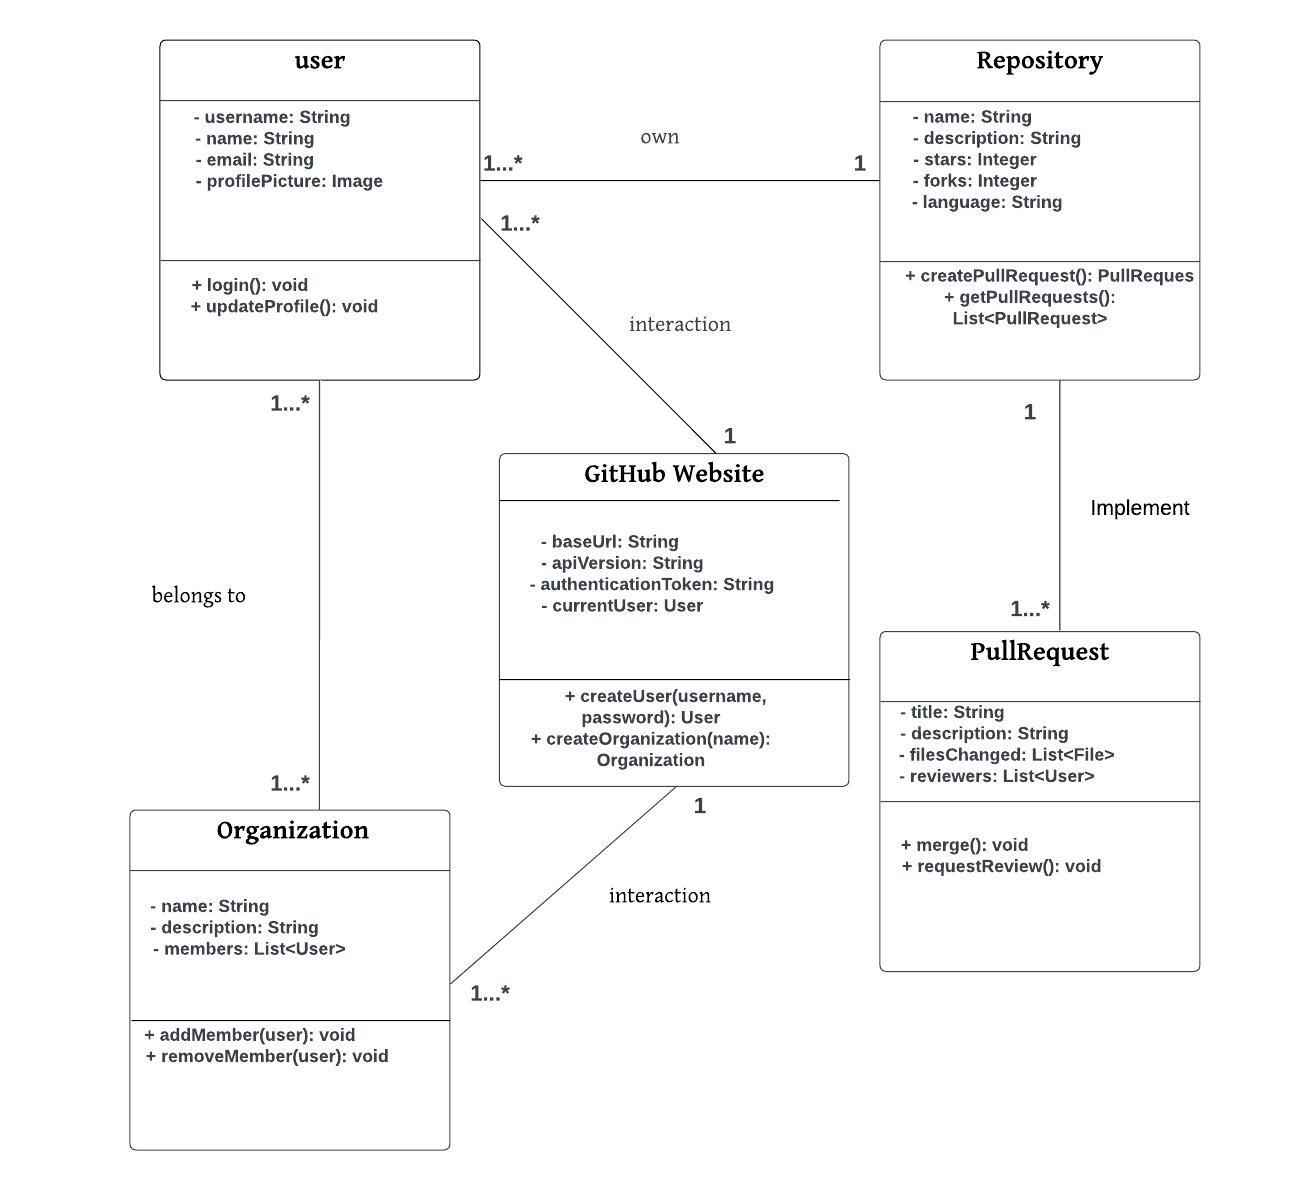 user
- username: String
- name: String
- email: String
- profilePicture: Image
+ login(): void
+ updateProfile(): void
own
1...*
1
Repository
- name: String
- description: String
- stars: Integer
- forks: Integer
- language: String
+ createPullRequest(): PullReques
+ getPullRequests():
List<PullRequest>
1...*
interaction
1
1...*
belongs to
1...*
GitHub Website
- baseUrl: String
- apiVersion: String
- authenticationToken: String
- currentUser: User
+ createUser(username,
password): User
+ createOrganization(name):
Organization
1
Implement
1...*
PullRequest
- title: String
- description: String
- filesChanged: List<File>
- reviewers: List<User>
+ merge(): void
+ requestReview(): void
1
interaction
1...*
Organization
- name: String
- description: String
- members: List<User>
+ addMember(user): void
+ removeMember(user): void